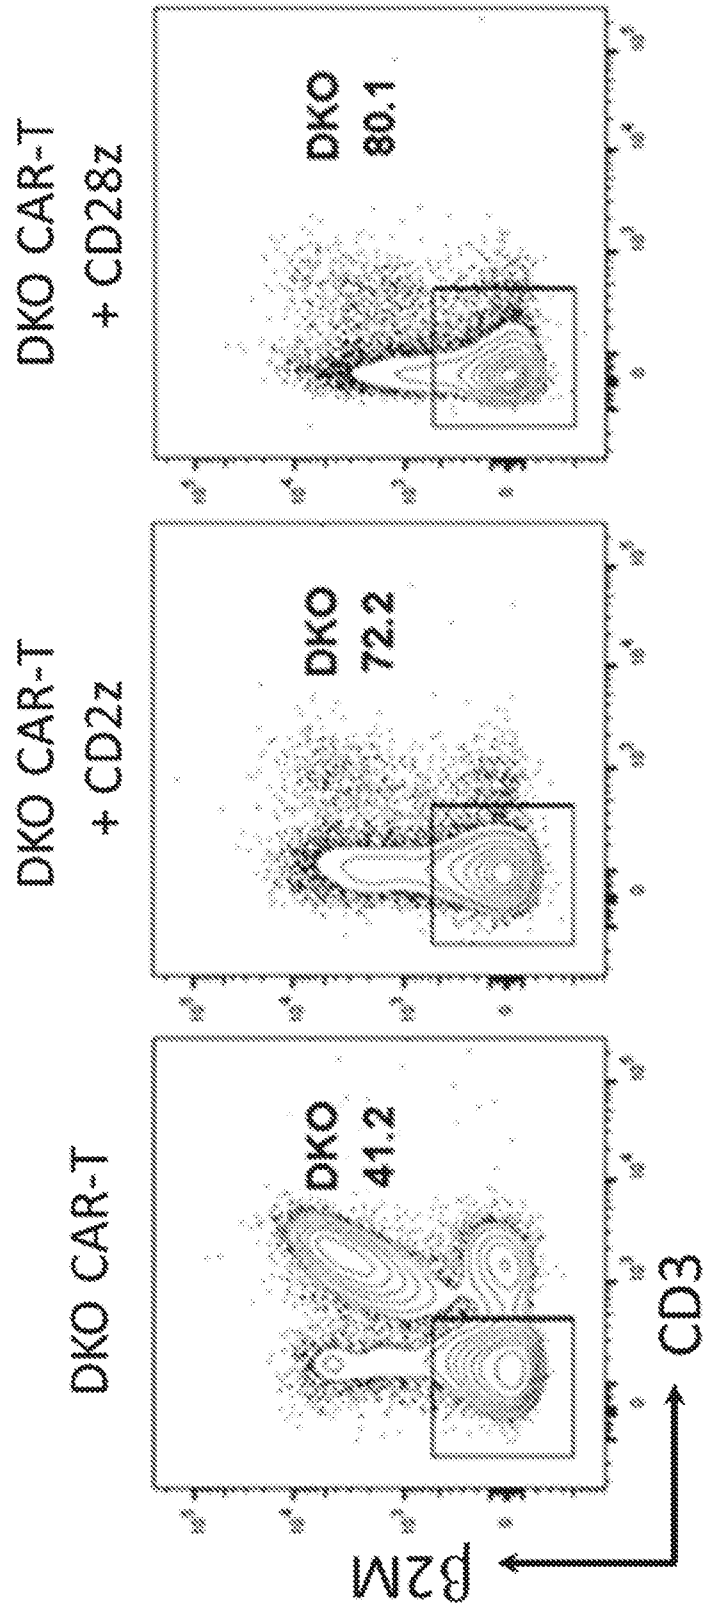 DKO CAR-T
DKO
41.2
DKO CAR-T
+ CD2z
DKO
72.2
DKO CAR-T
+ CD28z
DKO
80.1
β2M
CD3